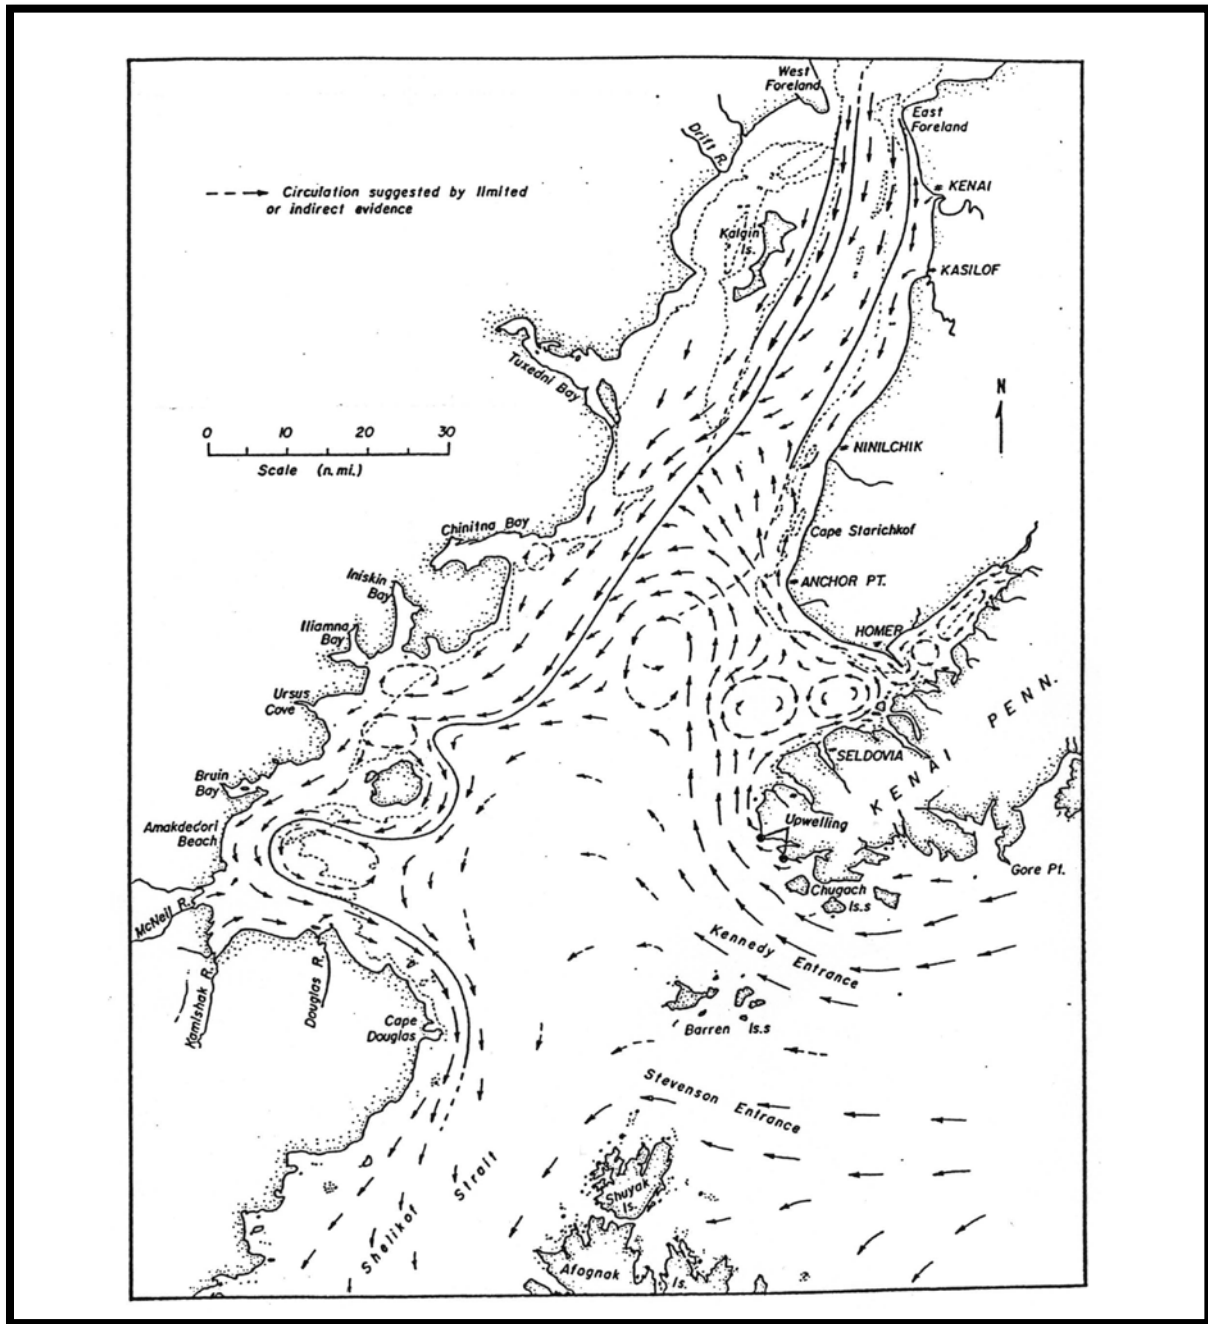 West
Foreland
East
Foreland
Drift R.
Circulation suggested by limited
or indirect evidence
KENAI
Kalgin
Is.
KASILOF
Tuxedni Bay
N
0 10 20 30
Scale (n.mi.)
NINILCHIK
Chinitna Bay
Cape Starichkof
Iniskin
Bay
ANCHOR PT.
Iliamna
Bay
HOMER
Ursus
Cove
KENAI PENN.
SELDOVIA
Bruin
Bay
Upwelling
Amakdedori
Beach
Gore Pt.
Chugach
Is.s
McNeil R.
Kennedy Entrance
Kamishak R.
Douglas R.
Cape
Douglas
Barren Is.s
Stevenson Entrance
Shelikof Strait
Shuyak
Is.
Afognak Is.